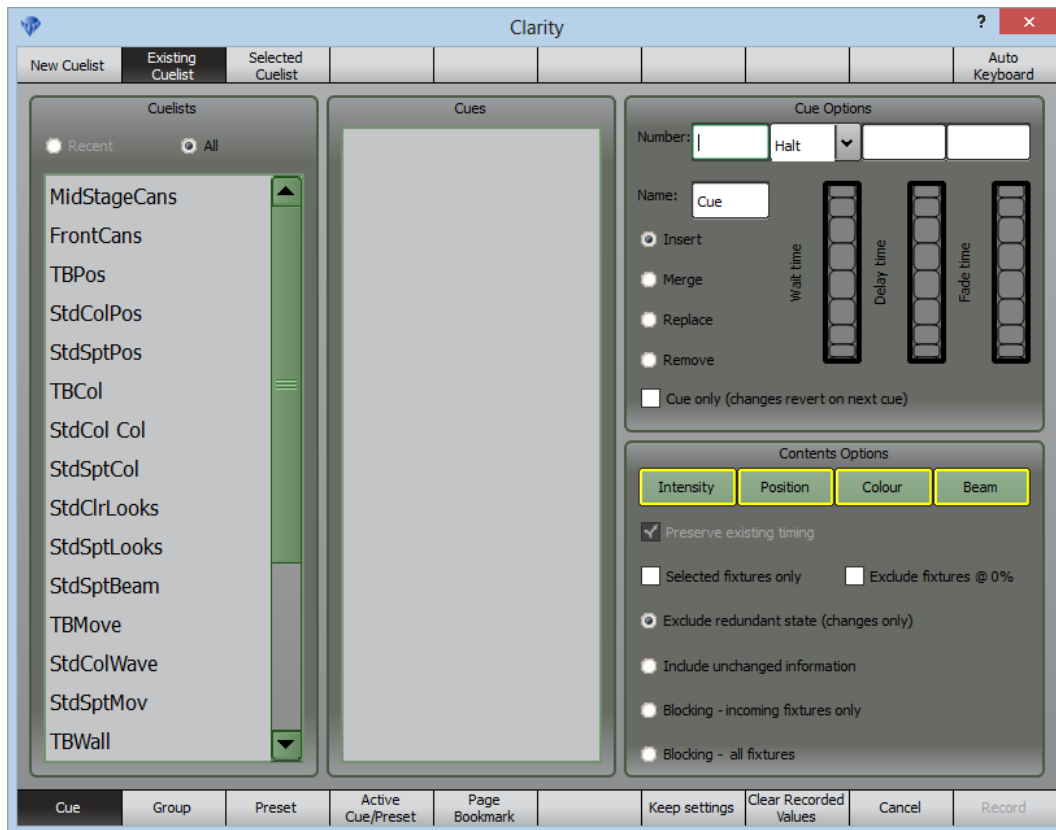 Clarity
?
New Cuelist
Existing
Cuelist
Selected
Cuelist
Auto
Keyboard
Cuelists
Recent
All
MidStageCans
FrontCans
TBPos
StdColPos
StdSptPos
TBCol
StdCol Col
StdSptCol
StdClrLooks
StdSptLooks
StdSptBeam
TBMove
StdColWave
StdSptMov
TBWall
Cues
Cue Options
Number:
Halt
Name:
Cue
Insert
Merge
Replace
Remove
Wait time
Delay time
Fade time
Cue only (changes revert on next cue)
Contents Options
Intensity
Position
Colour
Beam
Preserve existing timing
Selected fixtures only
Exclude fixtures @ 0%
Exclude redundant state (changes only)
Include unchanged information
Blocking - incoming fixtures only
Blocking - all fixtures
Cue
Group
Preset
Active
Cue/Preset
Page
Bookmark
Keep settings
Clear Recorded
Values
Cancel
Record